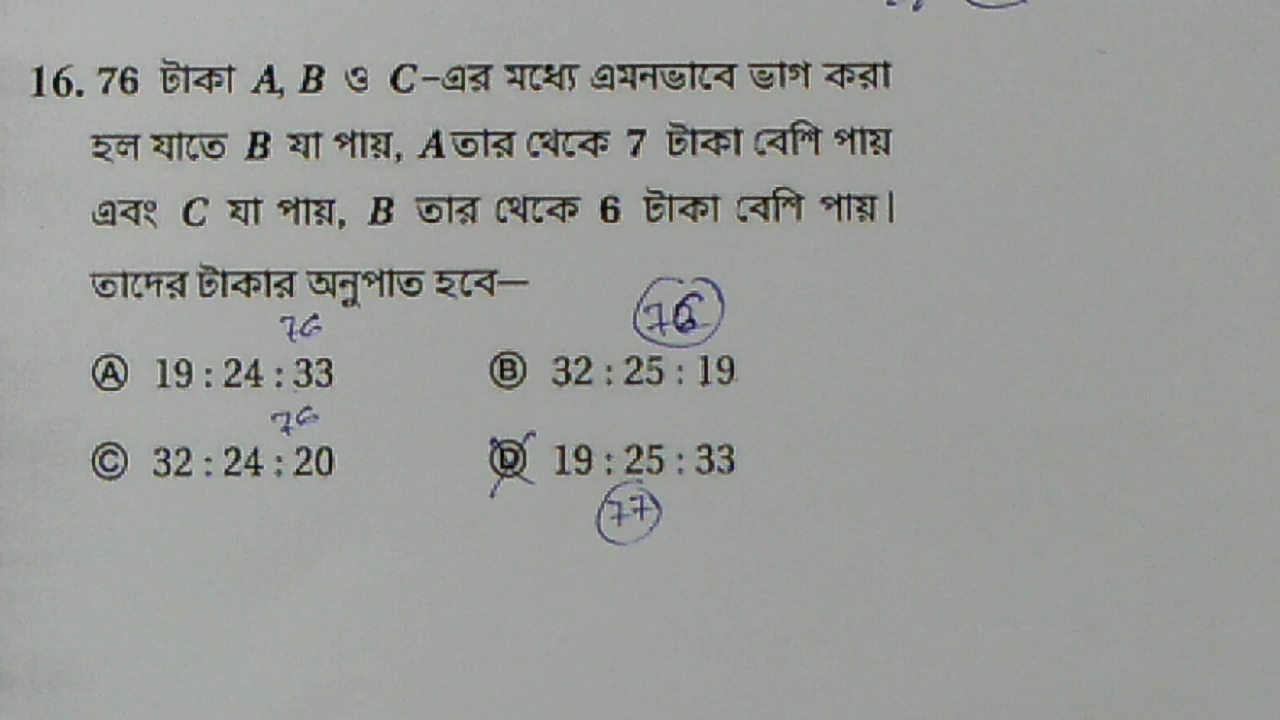 16. 76 টাকা A, B ও C-এর মধ্যে এমনভাবে ভাগ করা
হল যাতে B যা পায়, A তার থেকে 7 টাকা বেশি পায়
এবং C যা পায়, B তার থেকে 6 টাকা বেশি পায়।
তাদের টাকার অনুপাত হবে—
76 76
Ⓐ 19 : 24 : 33 Ⓑ 32 : 25 : 19
76
Ⓒ 32 : 24 : 20 Ⓓ 19 : 25 : 33
77